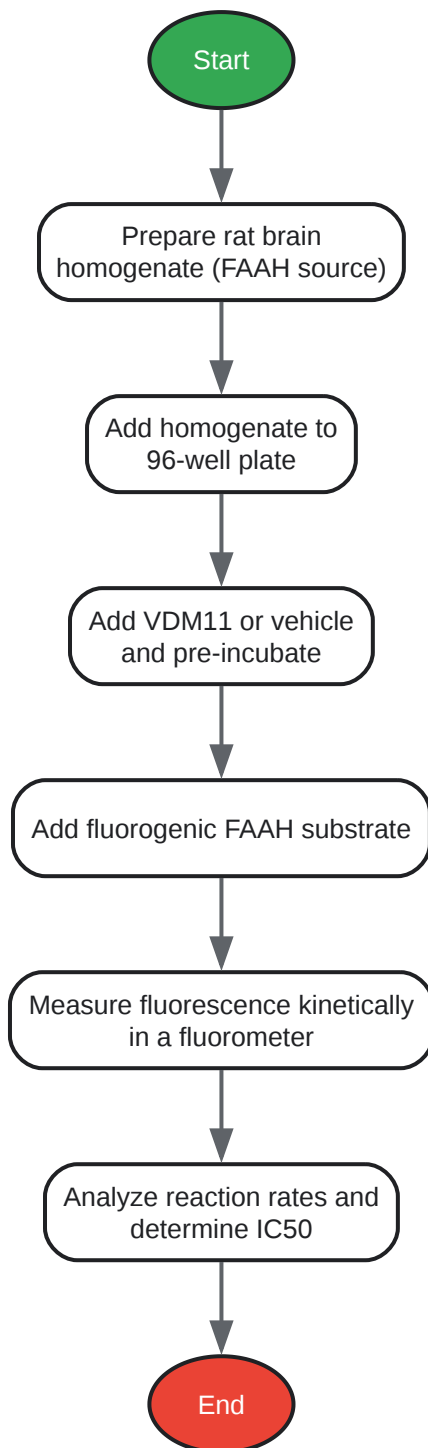 Start
Prepare rat brain
homogenate (FAAH source)
Add homogenate to
96-well plate
Add VDM11 or vehicle
and pre-incubate
Add fluorogenic FAAH substrate
Measure fluorescence kinetically
in a fluorometer
Analyze reaction rates and
determine IC50
End